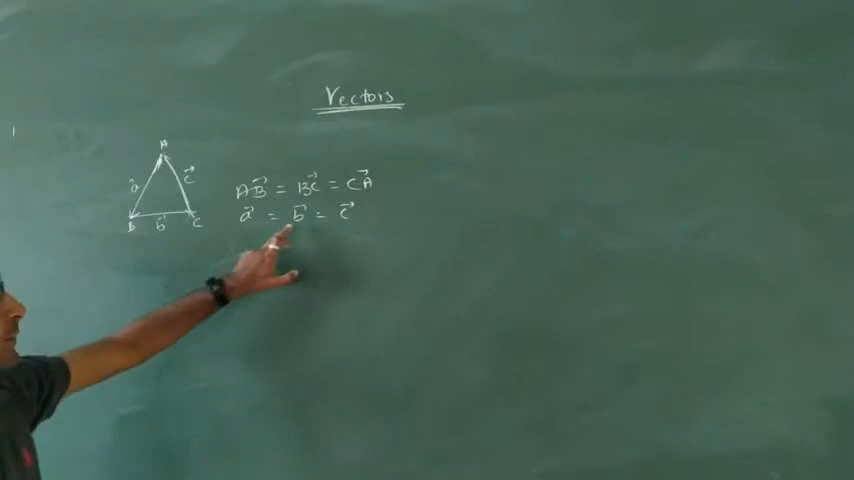 Vectors
A
a⃗ c⃗
B b⃗ C
AB⃗ = BC⃗ = CA⃗
a⃗ = b⃗ = c⃗